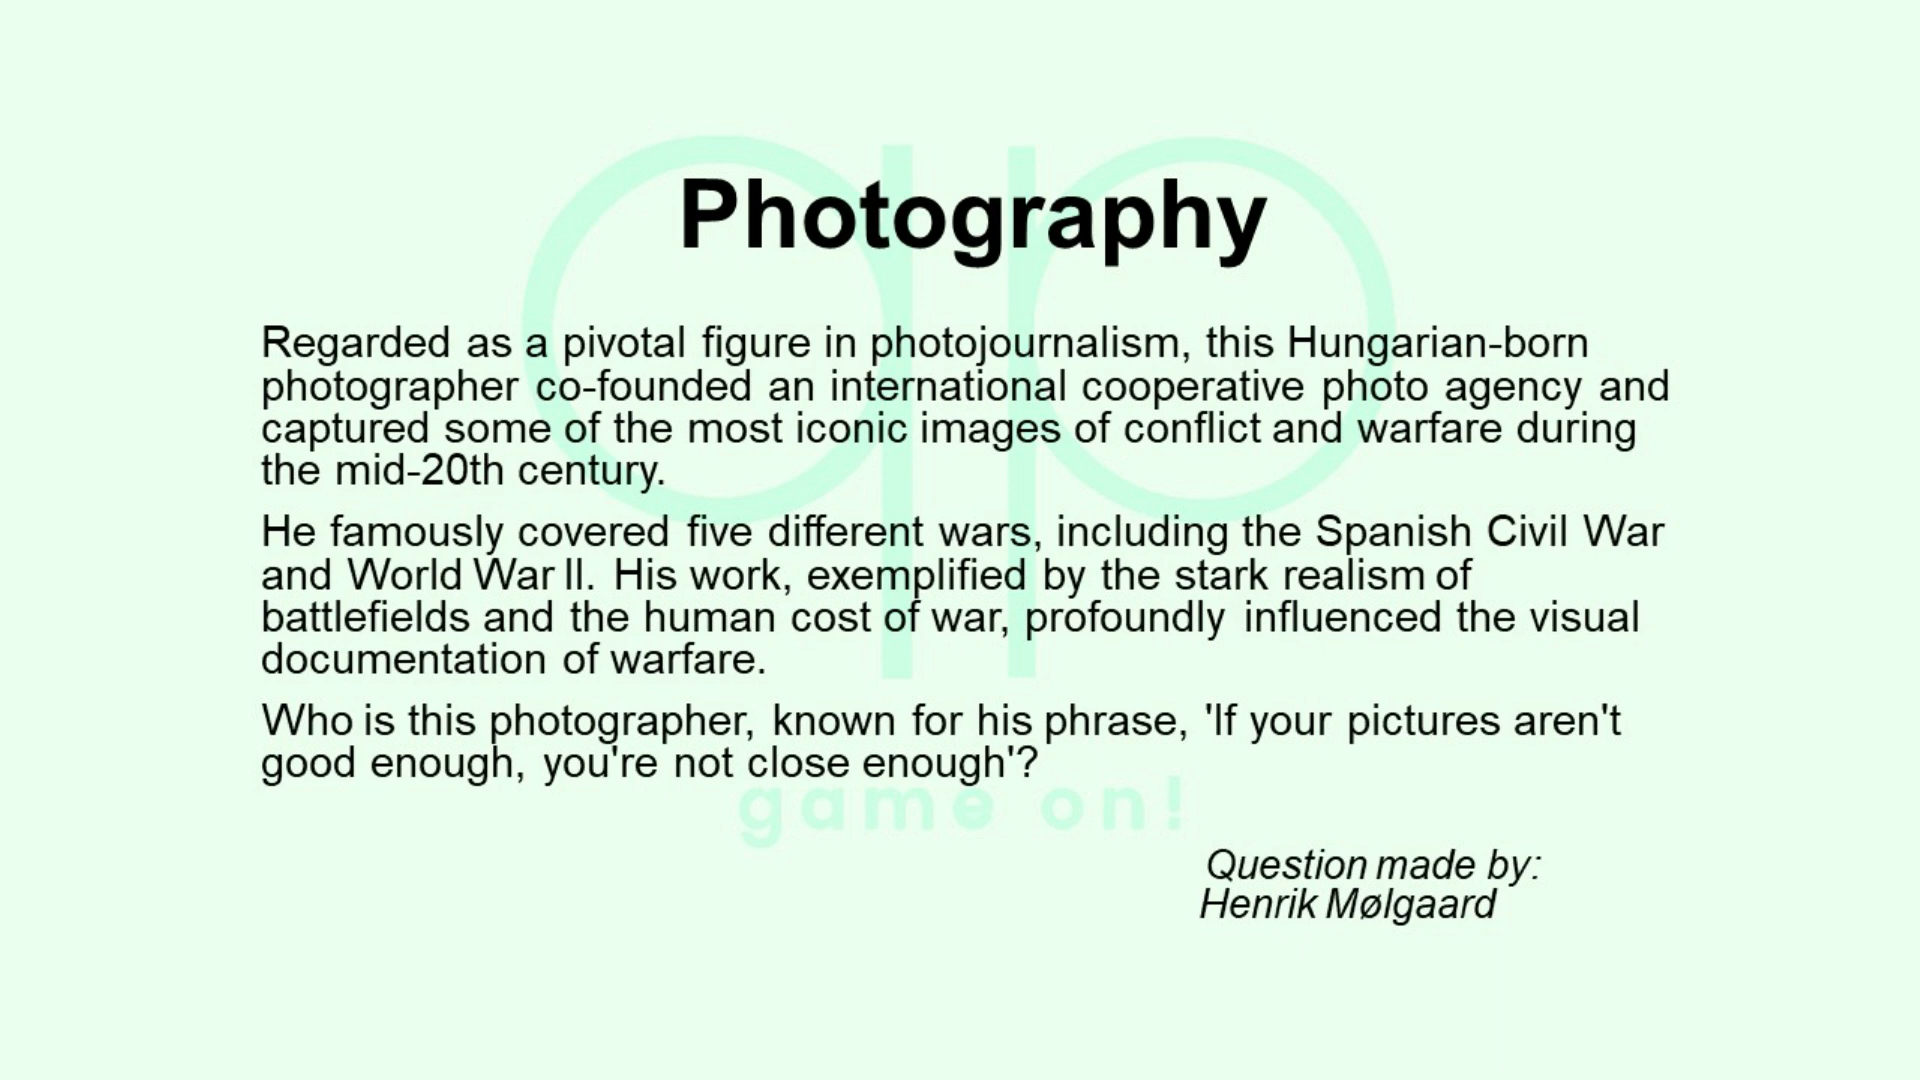 Photography
Regarded as a pivotal figure in photojournalism, this Hungarian-born
photographer co-founded an international cooperative photo agency and
captured some of the most iconic images of conflict and warfare during
the mid-20th century.
He famously covered five different wars, including the Spanish Civil War
and World War II. His work, exemplified by the stark realism of
battlefields and the human cost of war, profoundly influenced the visual
documentation of warfare.
Who is this photographer, known for his phrase, 'If your pictures aren't
good enough, you're not close enough'?
game on!
Question made by:
Henrik Mølgaard